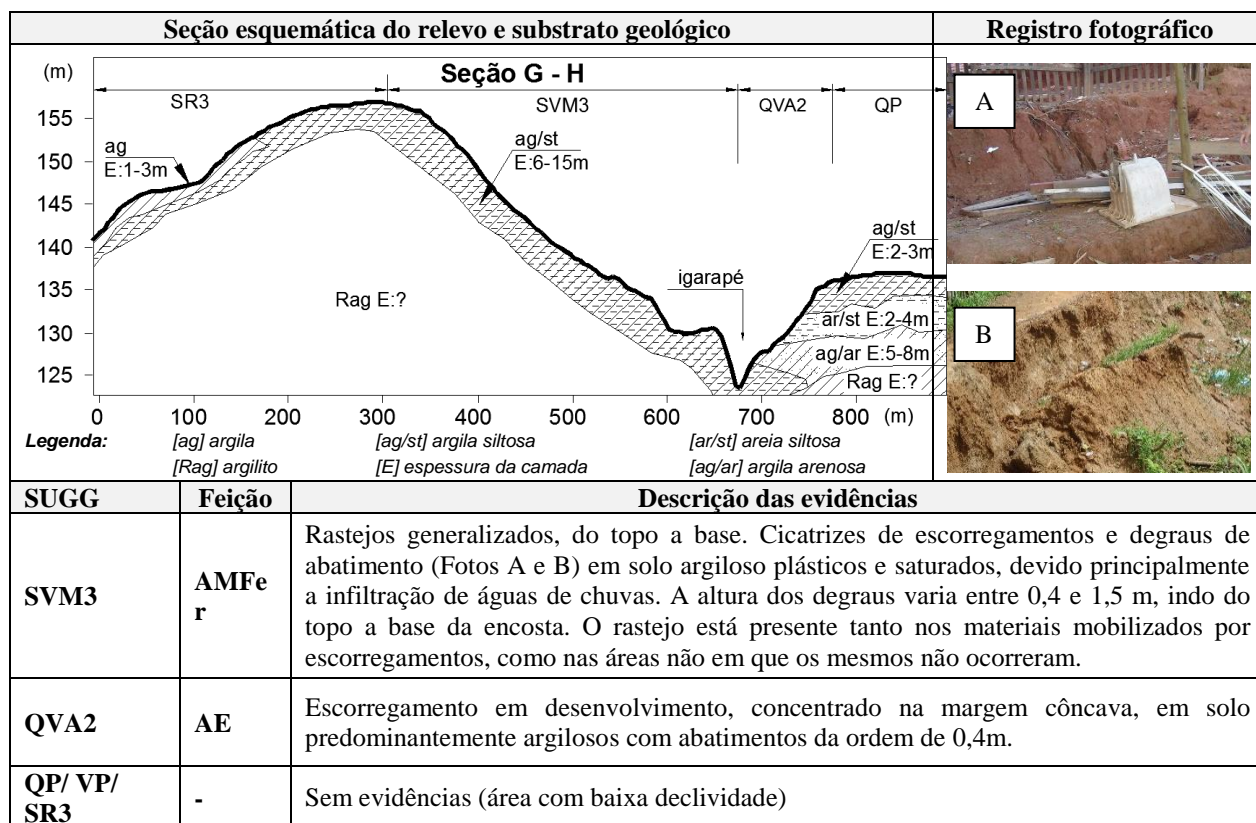 Seção esquemática do relevo e substrato geológico
Registro fotográfico
(m)
Seção G - H
SR3
SVM3
QVA2
QP
A
155
ag
E:1-3m
ag/st
E:6-15m
150
145
ag/st
E:2-3m
140
135
igarapé
Rag E:?
ar/st E:2-4m
130
ag/ar E:5-8m
B
125
Rag E:?
0 100 200 300 400 500 600 700 800 (m)
Legenda: [ag] argila [ag/st] argila siltosa [ar/st] areia siltosa
[Rag] argilito [E] espessura da camada [ag/ar] argila arenosa
SUGG Feição Descrição das evidências
SVM3
AMFe
r
Rastejos generalizados, do topo a base. Cicatrizes de escorregamentos e degraus de
abatimento (Fotos A e B) em solo argiloso plásticos e saturados, devido principalmente
a infiltração de águas de chuvas. A altura dos degraus varia entre 0,4 e 1,5 m, indo do
topo a base da encosta. O rastejo está presente tanto nos materiais mobilizados por
escorregamentos, como nas áreas não em que os mesmos não ocorreram.
QVA2
AE
Escorregamento em desenvolvimento, concentrado na margem côncava, em solo
predominantemente argilosos com abatimentos da ordem de 0,4m.
QP/ VP/
SR3
-
Sem evidências (área com baixa declividade)